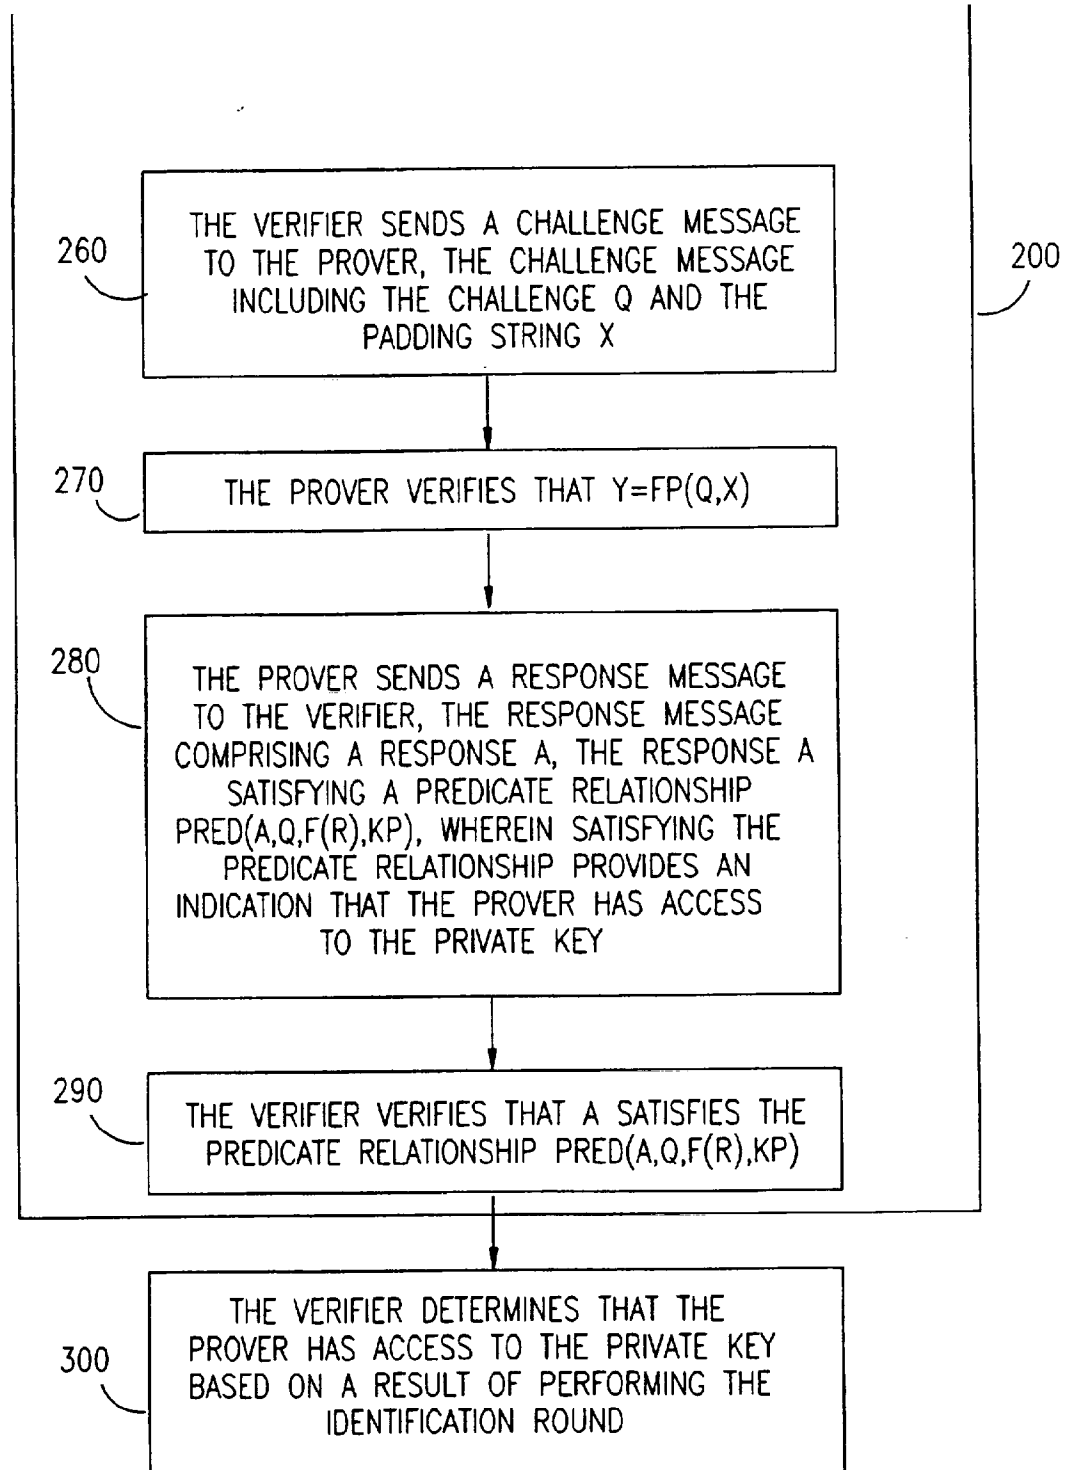 260
THE VERIFIER SENDS A CHALLENGE MESSAGE
TO THE PROVER, THE CHALLENGE MESSAGE
INCLUDING THE CHALLENGE Q AND THE
PADDING STRING X
200
270
THE PROVER VERIFIES THAT Y=FP(Q,X)
280
THE PROVER SENDS A RESPONSE MESSAGE
TO THE VERIFIER, THE RESPONSE MESSAGE
COMPRISING A RESPONSE A, THE RESPONSE A
SATISFYING A PREDICATE RELATIONSHIP
PRED(A,Q,F(R),KP), WHEREIN SATISFYING THE
PREDICATE RELATIONSHIP PROVIDES AN
INDICATION THAT THE PROVER HAS ACCESS
TO THE PRIVATE KEY
290
THE VERIFIER VERIFIES THAT A SATISFIES THE
PREDICATE RELATIONSHIP PRED(A,Q,F(R),KP)
300
THE VERIFIER DETERMINES THAT THE
PROVER HAS ACCESS TO THE PRIVATE KEY
BASED ON A RESULT OF PERFORMING THE
IDENTIFICATION ROUND